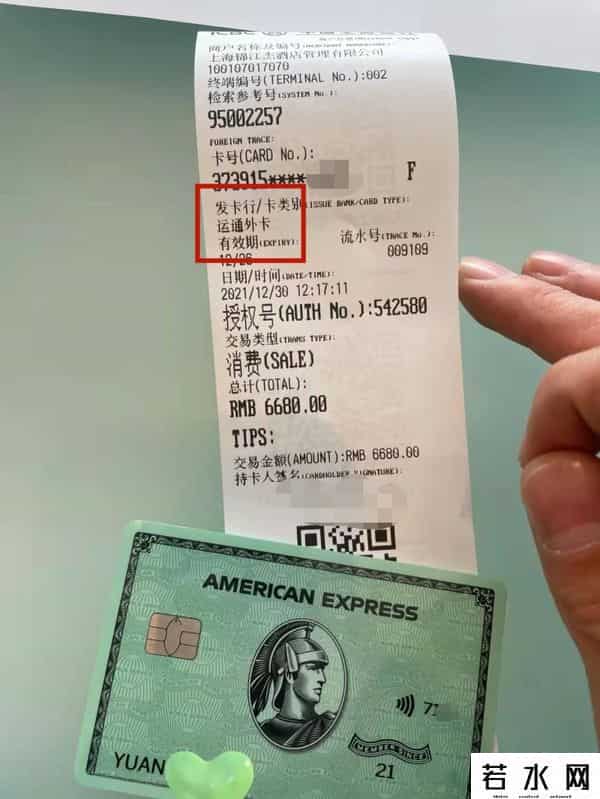 商户名称及编号(MERCHANT NAME&NO.):
上海锦江志酒店管理有限公司
100107017070
终端编号(TERMINAL No.):002
检索参考号(SYSTEM No.):
95002257
FOREIGN TRACE:
卡号(CARD No.):
373915**** F
发卡行/卡类别(ISSUE BANK/CARD TYPE):
运通外卡
有效期(EXPIRY): 流水号(TRACE No.):
12/26 009109
日期/时间(DATE/TIME):
2021/12/30 12:17:11
授权号(AUTH No.):542580
交易类型(TRANS TYPE):
消费(SALE)
总计(TOTAL):
RMB 6680.00
TIPS:
交易金额(AMOUNT):RMB 6680.00
持卡人签名(CARDHOLDER SIGNATURE):
AMERICAN EXPRESS
MEMBER SINCE
21
YUAN
若水网